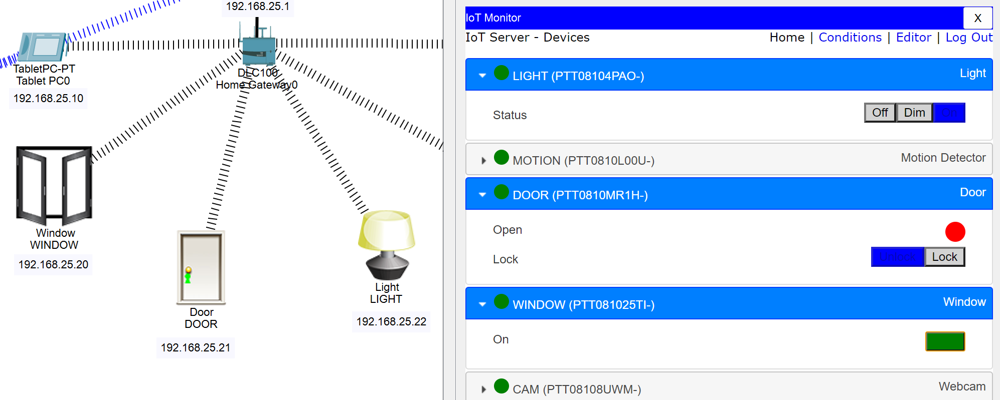 192.168.25.1
TabletPC-PT
Tablet PC0
192.168.25.10
DLC100
Home Gateway0
Window
WINDOW
192.168.25.20
Door
DOOR
192.168.25.21
Light
LIGHT
192.168.25.22
IoT Monitor
X
IoT Server - Devices
Home | Conditions | Editor | Log Out
LIGHT (PTT08104PAO-)
Light
Status
Off
Dim
On
MOTION (PTT0810L00U-)
Motion Detector
DOOR (PTT0810MR1H-)
Door
Open
Lock
Unlock
Lock
WINDOW (PTT081025TI-)
Window
On
CAM (PTT08108UWM-)
Webcam